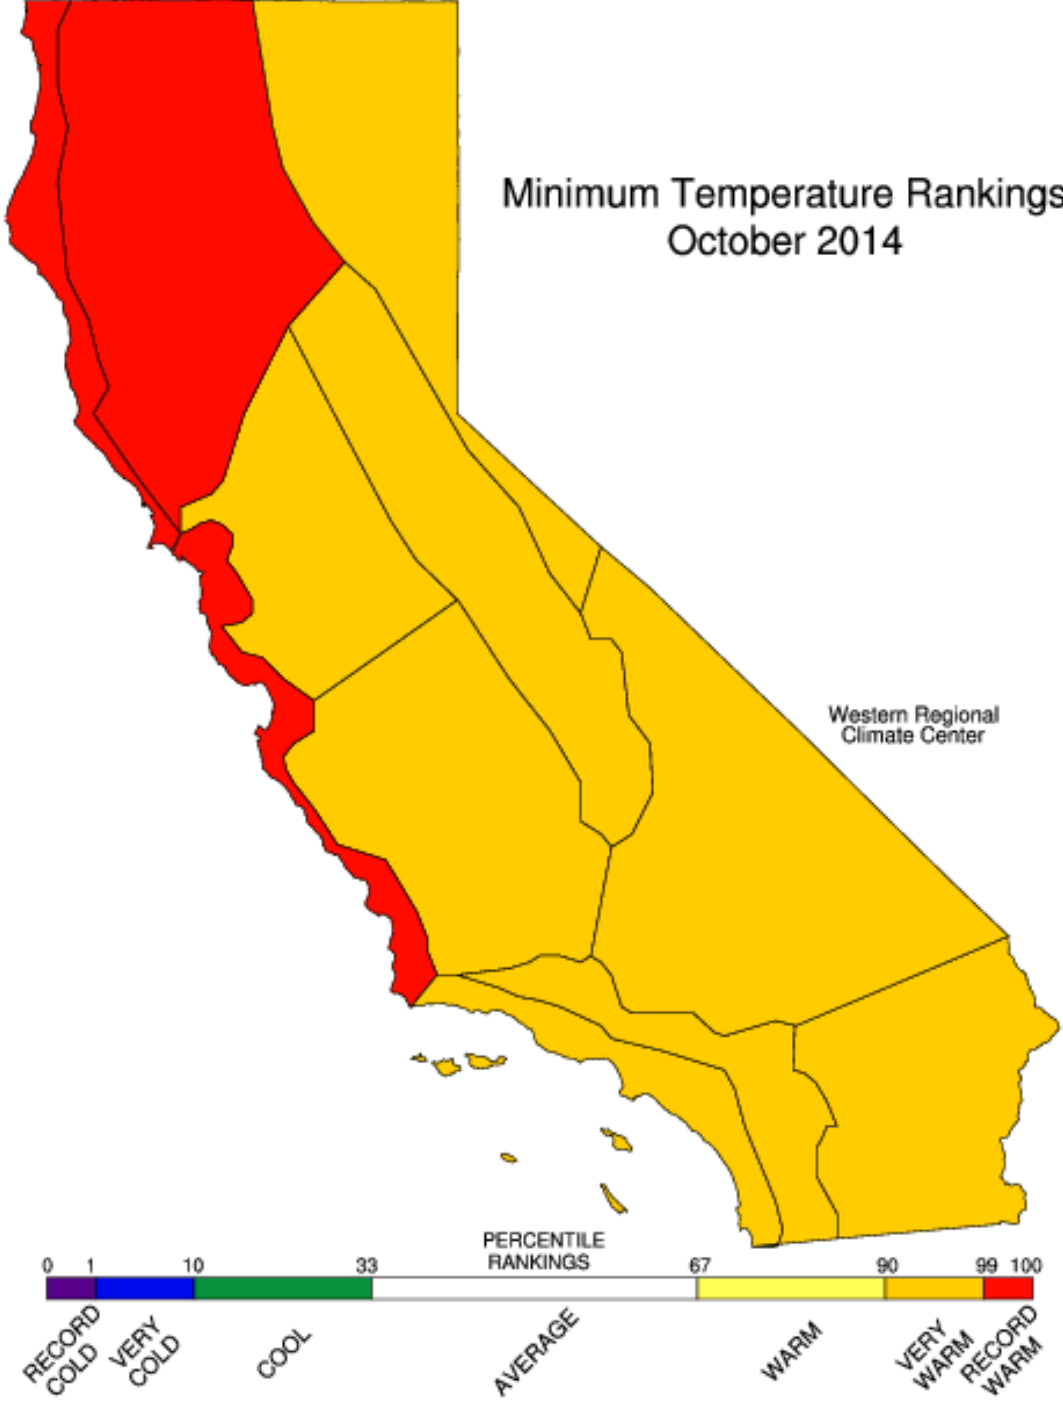 Minimum Temperature Rankings
October 2014
Western Regional
Climate Center
PERCENTILE
RANKINGS
0 1 10 33 67 90 99 100
RECORD
COLD
VERY
COLD
COOL
AVERAGE
WARM
VERY
WARM
RECORD
WARM